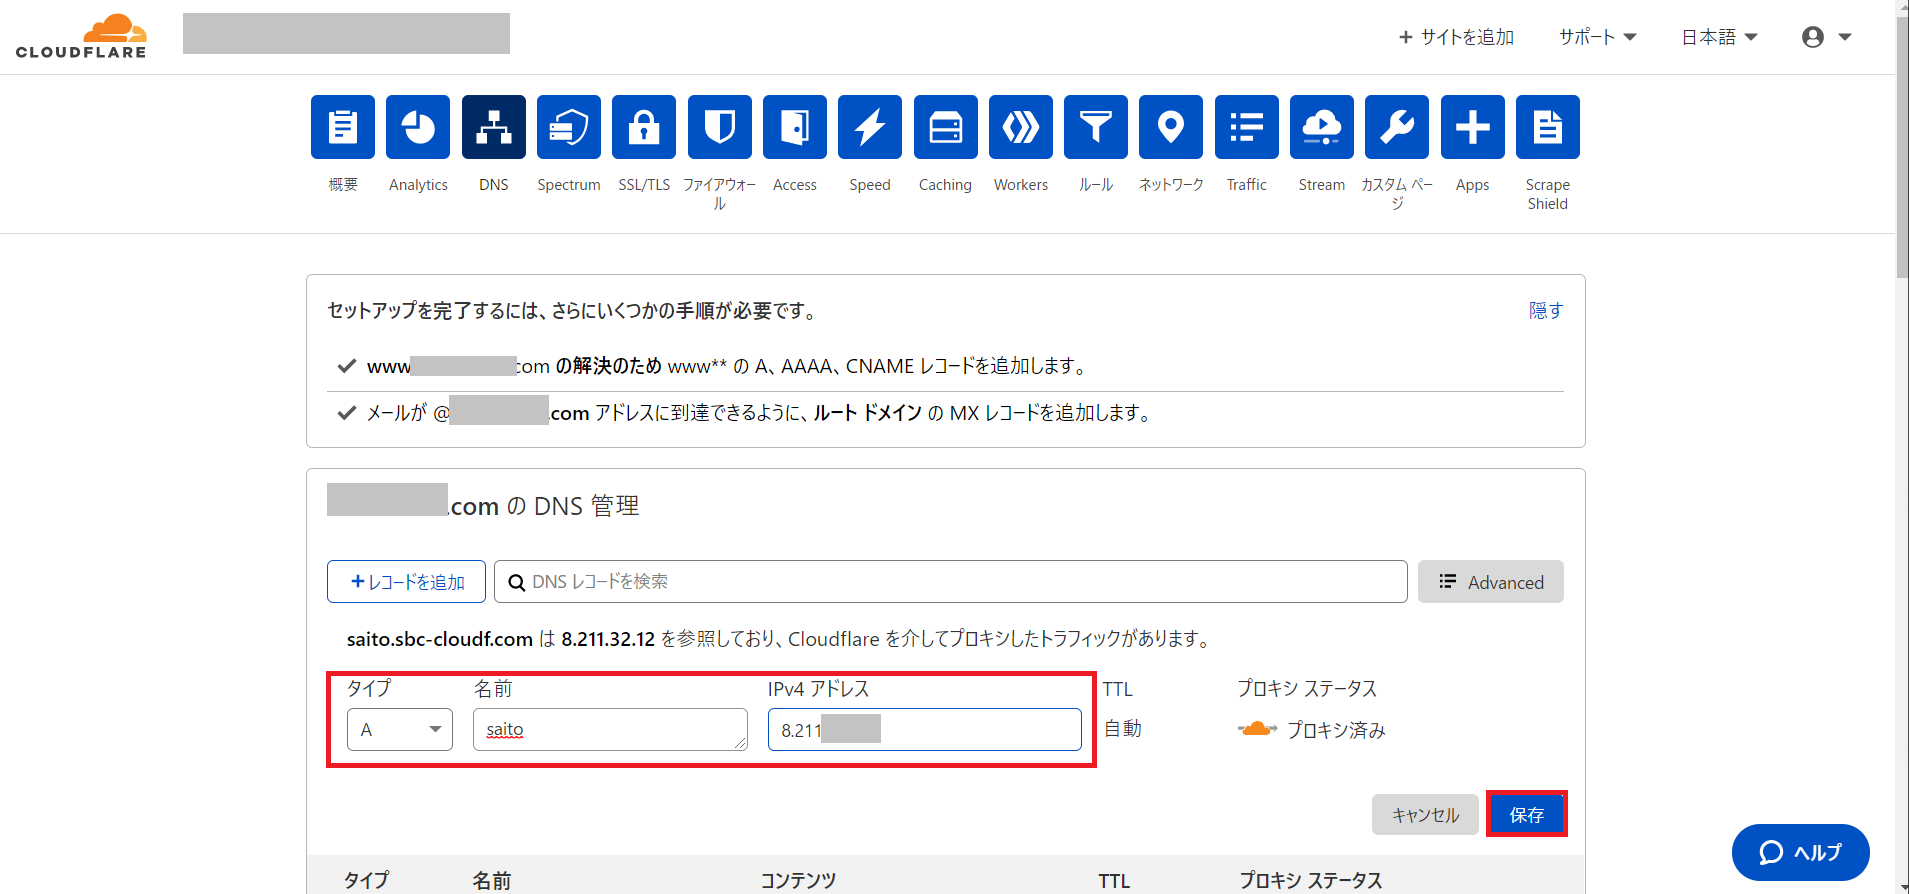 CLOUDFLARE
+ サイトを追加 サポート 日本語
概要 Analytics DNS Spectrum SSL/TLS ファイアウォール Access Speed Caching Workers ルール ネットワーク Traffic Stream カスタム ページ Apps Scrape Shield
セットアップを完了するには、さらにいくつかの手順が必要です。 隠す
www com の解決のため www** の A、AAAA、CNAME レコードを追加します。
メールが @ .com アドレスに到達できるように、ルート ドメイン の MX レコードを追加します。
.com の DNS 管理
+レコードを追加 DNS レコードを検索 Advanced
saito.sbc-cloudf.com は 8.211.32.12 を参照しており、Cloudflare を介してプロキシしたトラフィックがあります。
タイプ 名前 IPv4 アドレス TTL プロキシ ステータス
A saito 8.211 自動 プロキシ済み
キャンセル 保存
ヘルプ
タイプ 名前 コンテンツ TTL プロキシ ステータス